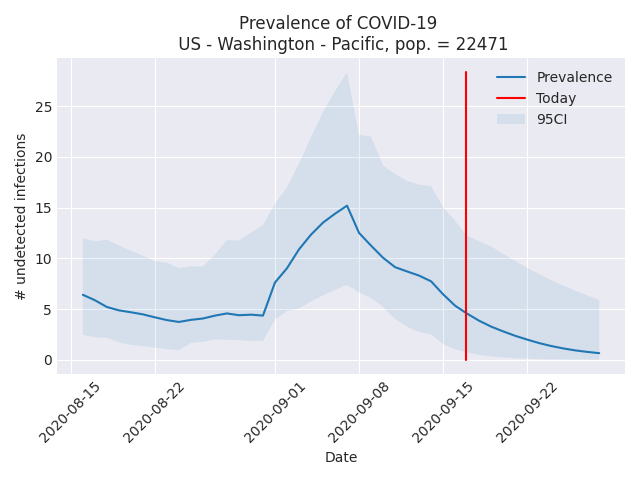 Prevalence of COVID-19
US - Washington - Pacific, pop. = 22471
Prevalence
Today
95CI
# undetected infections
25
20
15
10
5
0
2020-08-15
2020-08-22
2020-09-01
2020-09-08
2020-09-15
2020-09-22
Date